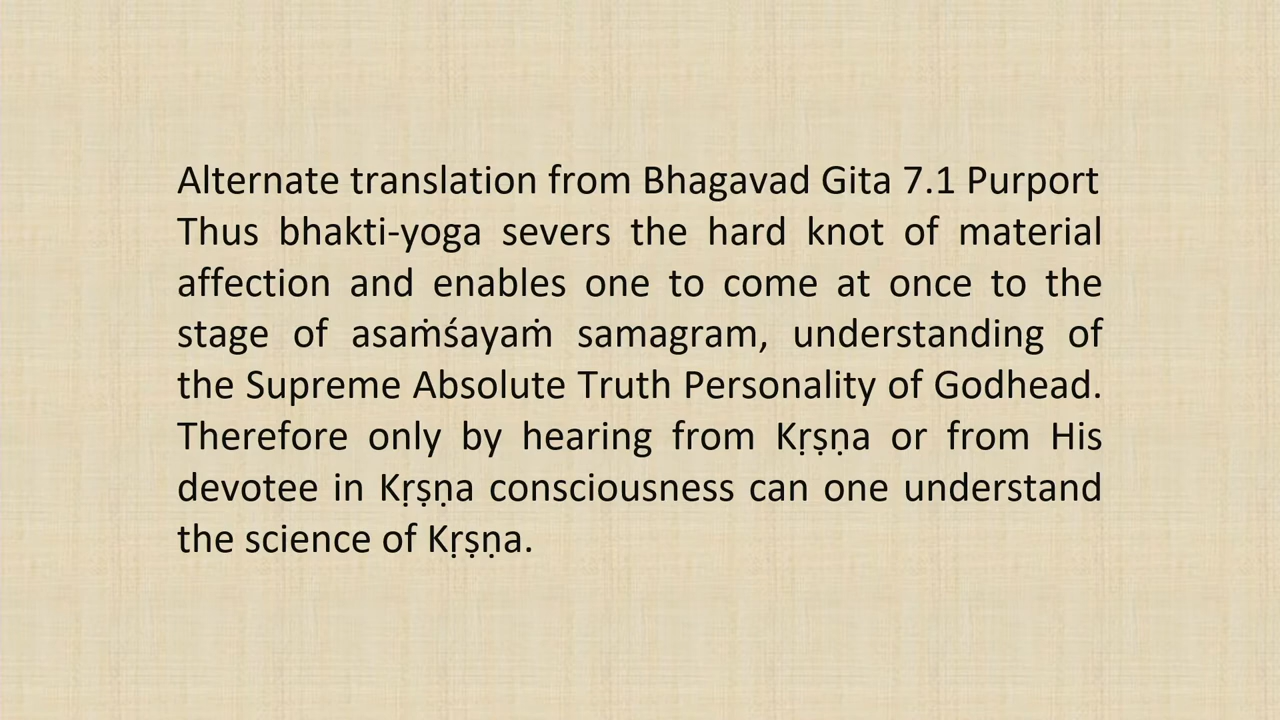 Alternate translation from Bhagavad Gita 7.1 Purport
Thus bhakti-yoga severs the hard knot of material
affection and enables one to come at once to the
stage of asaṁśayaṁ samagram, understanding of
the Supreme Absolute Truth Personality of Godhead.
Therefore only by hearing from Kṛṣṇa or from His
devotee in Kṛṣṇa consciousness can one understand
the science of Kṛṣṇa.